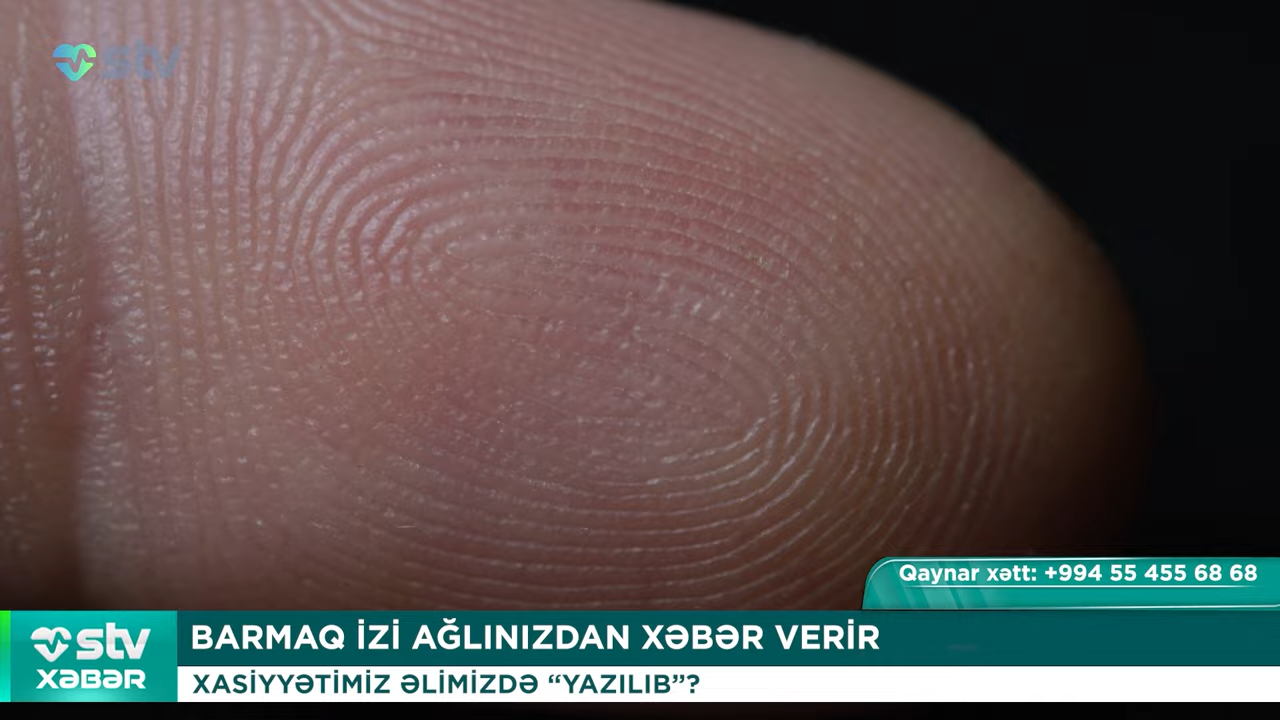 stv
Qaynar xətt: +994 55 455 68 68
stv
XƏBƏR
BARMAQ İZİ AĞLINIZDAN XƏBƏR VERİR
XASİYYƏTİMİZ ƏLİMİZDƏ “YAZILIB”?